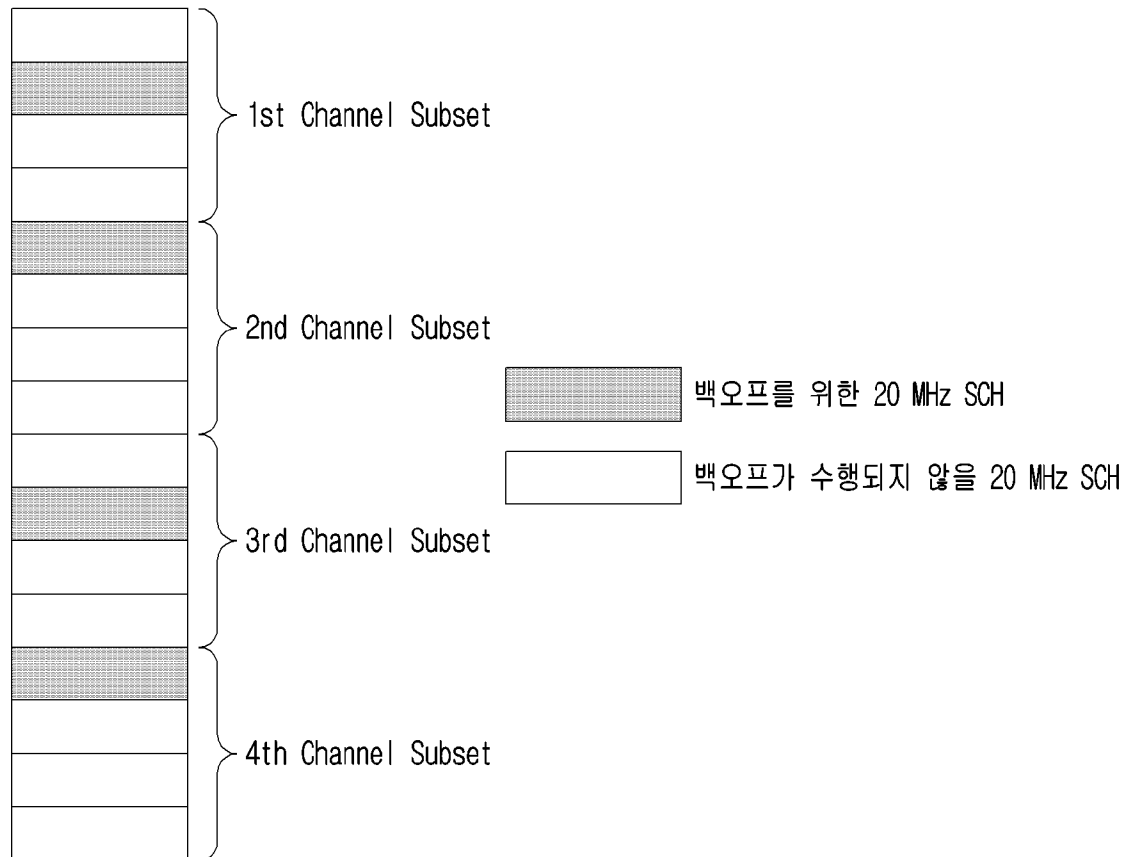 1st Channel Subset
2nd Channel Subset
백오프를 위한 20 MHz SCH
백오프가 수행되지 않을 20 MHz SCH
3rd Channel Subset
4th Channel Subset